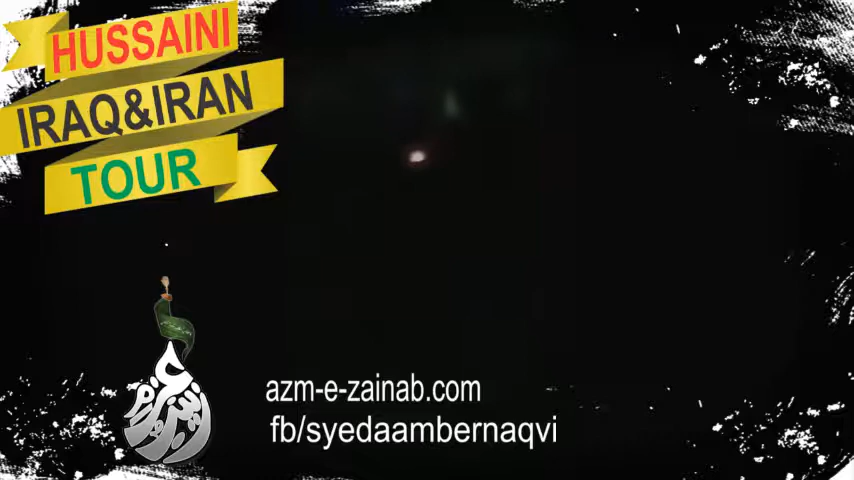 HUSSAINI
IRAQ&IRAN
TOUR
azm-e-zainab.com
fb/syedaambernaqvi